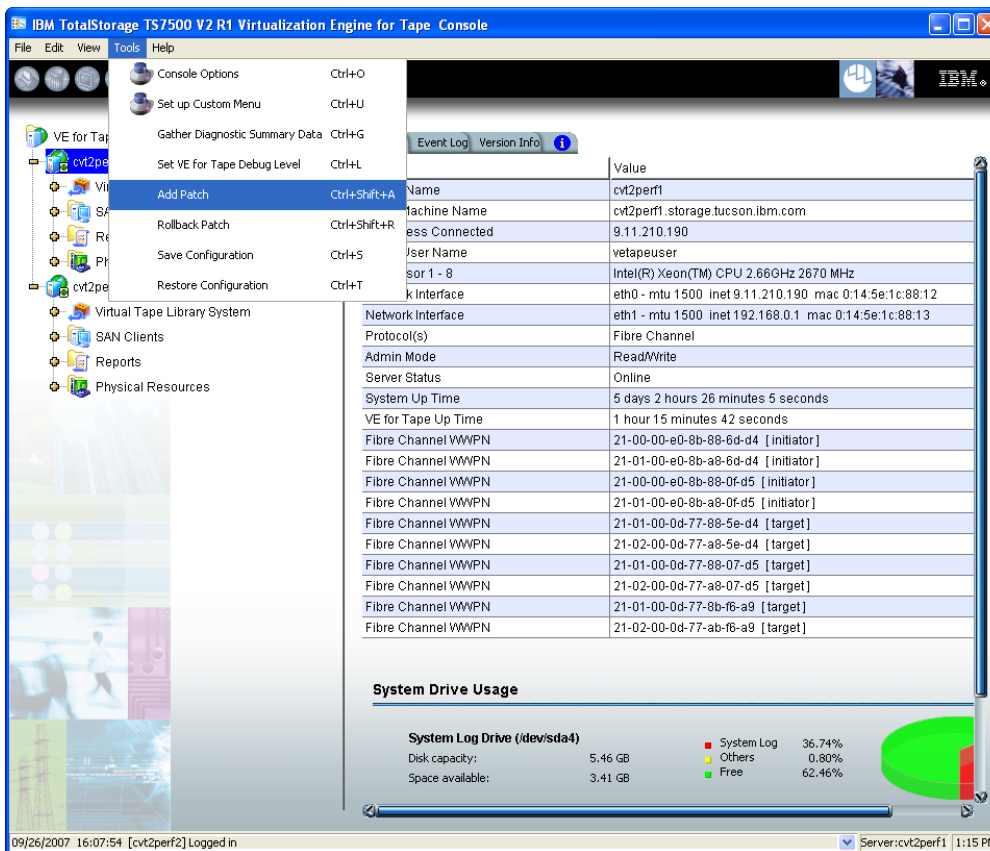 IBM TotalStorage TS7500 V2 R1 Virtualization Engine for Tape Console
File Edit View Tools Help
IBM
Console Options Ctrl+O
Set up Custom Menu Ctrl+U
Gather Diagnostic Summary Data Ctrl+G
Set VE for Tape Debug Level Ctrl+L
Add Patch Ctrl+Shift+A
Rollback Patch Ctrl+Shift+R
Save Configuration Ctrl+S
Restore Configuration Ctrl+T
VE for Tap
cvt2pe
Vi
SA
Re
Ph
cvt2pe
Virtual Tape Library System
SAN Clients
Reports
Physical Resources
Event Log Version Info
Value
Name cvt2perf1
Machine Name cvt2perf1.storage.tucson.ibm.com
ess Connected 9.11.210.190
User Name vetapeuser
sor 1 - 8 Intel(R) Xeon(TM) CPU 2.66GHz 2670 MHz
k Interface eth0 - mtu 1500 inet 9.11.210.190 mac 0:14:5e:1c:88:12
Network Interface eth1 - mtu 1500 inet 192.168.0.1 mac 0:14:5e:1c:88:13
Protocol(s) Fibre Channel
Admin Mode Read/Write
Server Status Online
System Up Time 5 days 2 hours 26 minutes 5 seconds
VE for Tape Up Time 1 hour 15 minutes 42 seconds
Fibre Channel WWPN 21-00-00-e0-8b-88-6d-d4 [initiator]
Fibre Channel WWPN 21-01-00-e0-8b-a8-6d-d4 [initiator]
Fibre Channel WWPN 21-00-00-e0-8b-88-0f-d5 [initiator]
Fibre Channel WWPN 21-01-00-e0-8b-a8-0f-d5 [initiator]
Fibre Channel WWPN 21-01-00-0d-77-88-5e-d4 [target]
Fibre Channel WWPN 21-02-00-0d-77-a8-5e-d4 [target]
Fibre Channel WWPN 21-01-00-0d-77-88-07-d5 [target]
Fibre Channel WWPN 21-02-00-0d-77-a8-07-d5 [target]
Fibre Channel WWPN 21-01-00-0d-77-8b-f6-a9 [target]
Fibre Channel WWPN 21-02-00-0d-77-ab-f6-a9 [target]
System Drive Usage
System Log Drive (/dev/sda4)
Disk capacity: 5.46 GB
Space available: 3.41 GB
System Log 36.74%
Others 0.80%
Free 62.46%
09/26/2007 16:07:54 [cvt2perf2] Logged in
Server:cvt2perf1 1:15 PM